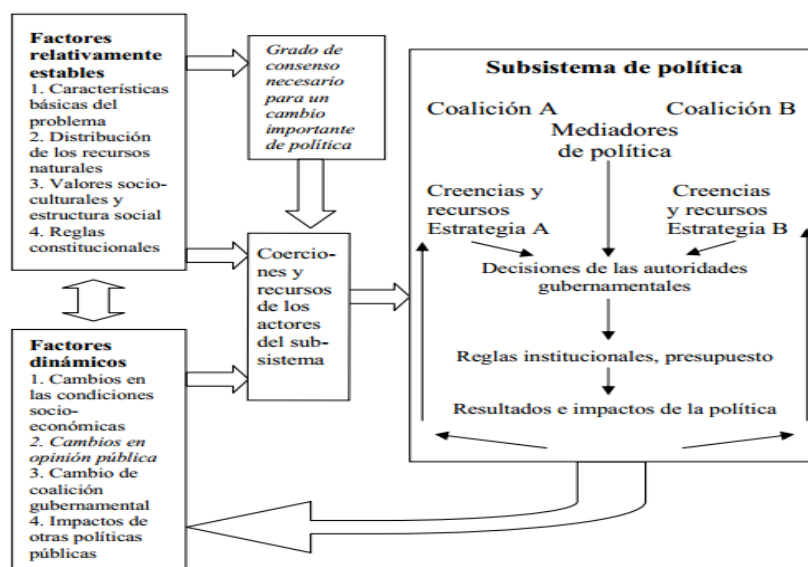 Factores
relativamente
estables
1. Características
básicas del
problema
2. Distribución
de los recursos
naturales
3. Valores socio-
culturales y
estructura social
4. Reglas
constitucionales
Grado de
consenso
necesario
para un
cambio
importante
de política
Coercio-
nes y
recursos
de los
actores
del sub-
sistema
Factores
dinámicos
1. Cambios en
las condiciones
socio-
económicas
2. Cambios en
opinión pública
3. Cambio de
coalición
gubernamental
4. Impactos de
otras políticas
públicas
Subsistema de política
Coalición A
Coalición B
Mediadores
de política
Creencias y
recursos
Estrategia A
Creencias
y recursos
Estrategia B
Decisiones de las autoridades
gubernamentales
Reglas institucionales, presupuesto
Resultados e impactos de la política